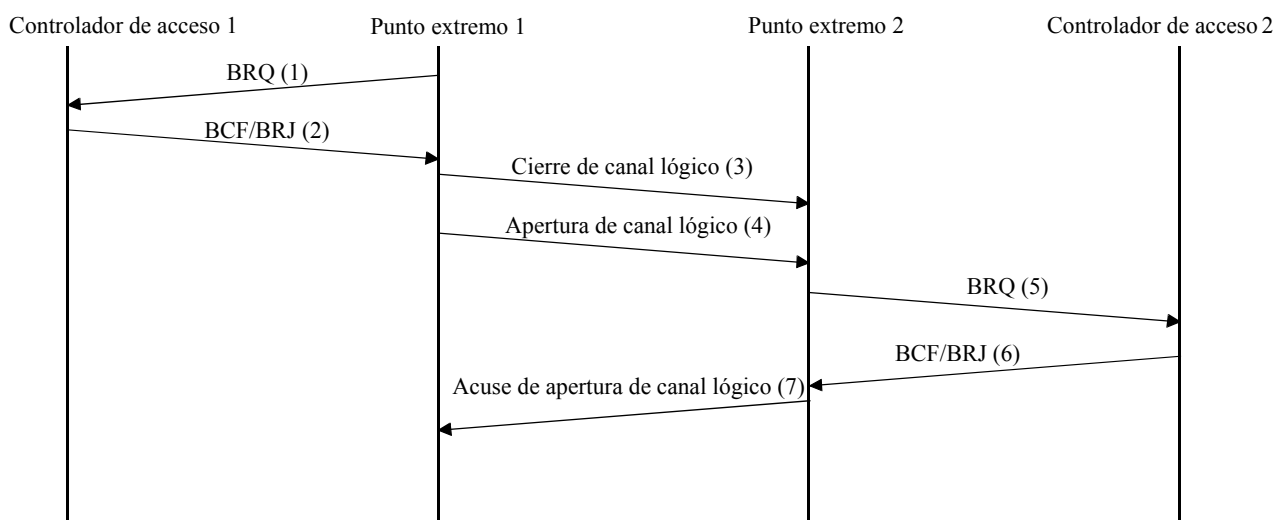 Controlador de acceso 1 Punto extremo 1 Punto extremo 2 Controlador de acceso 2
BRQ (1)
BCF/BRJ (2)
Cierre de canal lógico (3)
Apertura de canal lógico (4)
BRQ (5)
BCF/BRJ (6)
Acuse de apertura de canal lógico (7)